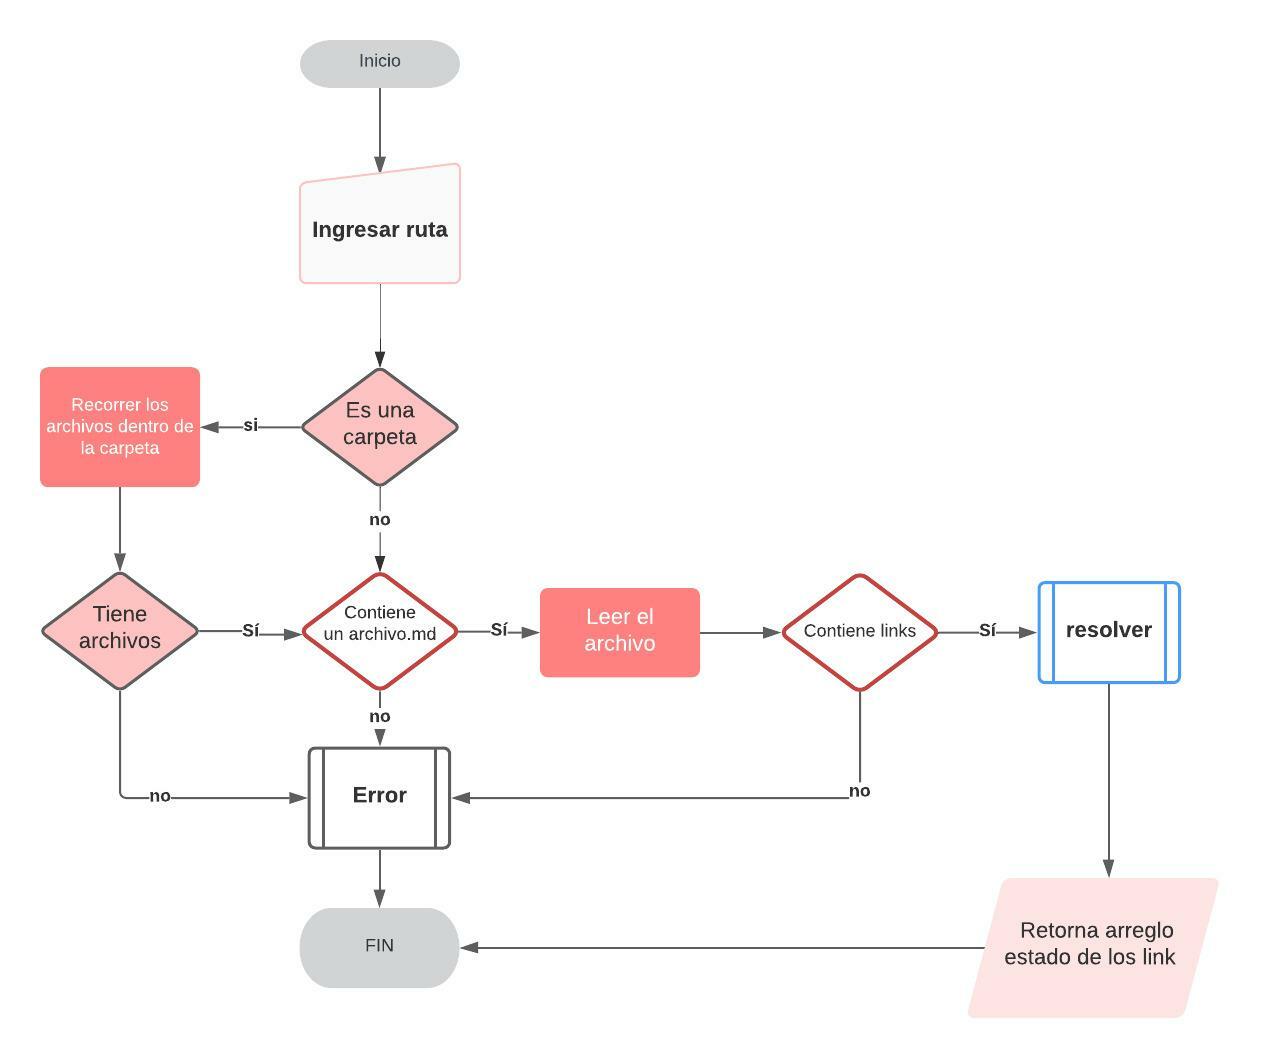 Inicio
Ingresar ruta
Es una
carpeta
si
Recorrer los
archivos dentro de
la carpeta
no
Tiene
archivos
Sí
Contiene
un archivo.md
Sí
Leer el
archivo
Contiene links
Sí
resolver
no
no
Error
no
Retorna arreglo
estado de los link
FIN